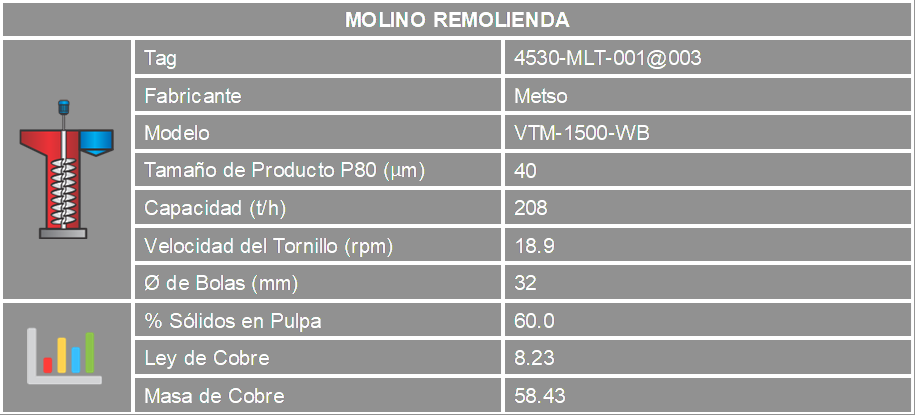 MOLINO REMOLIENDA
Tag 4530-MLT-001@003
Fabricante Metso
Modelo VTM-1500-WB
Tamaño de Producto P80 (µm) 40
Capacidad (t/h) 208
Velocidad del Tornillo (rpm) 18.9
Ø de Bolas (mm) 32
% Sólidos en Pulpa 60.0
Ley de Cobre 8.23
Masa de Cobre 58.43